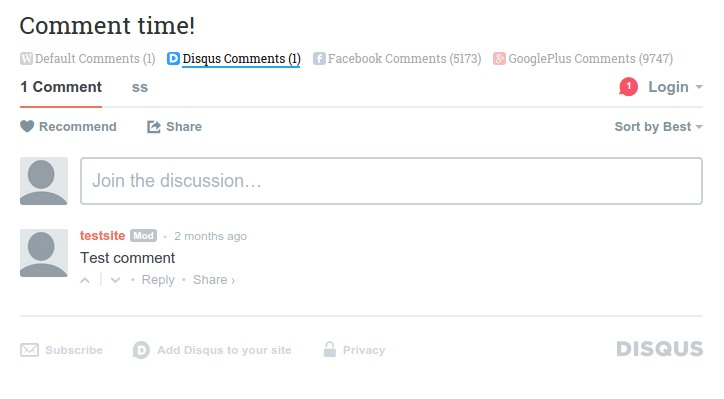 Comment time!
Default Comments (1) Disqus Comments (1) Facebook Comments (5173) GooglePlus Comments (9747)
1 Comment ss 1 Login
Recommend Share Sort by Best
Join the discussion…
testsite Mod • 2 months ago
Test comment
• Reply • Share ›
Subscribe D Add Disqus to your site Privacy DISQUS